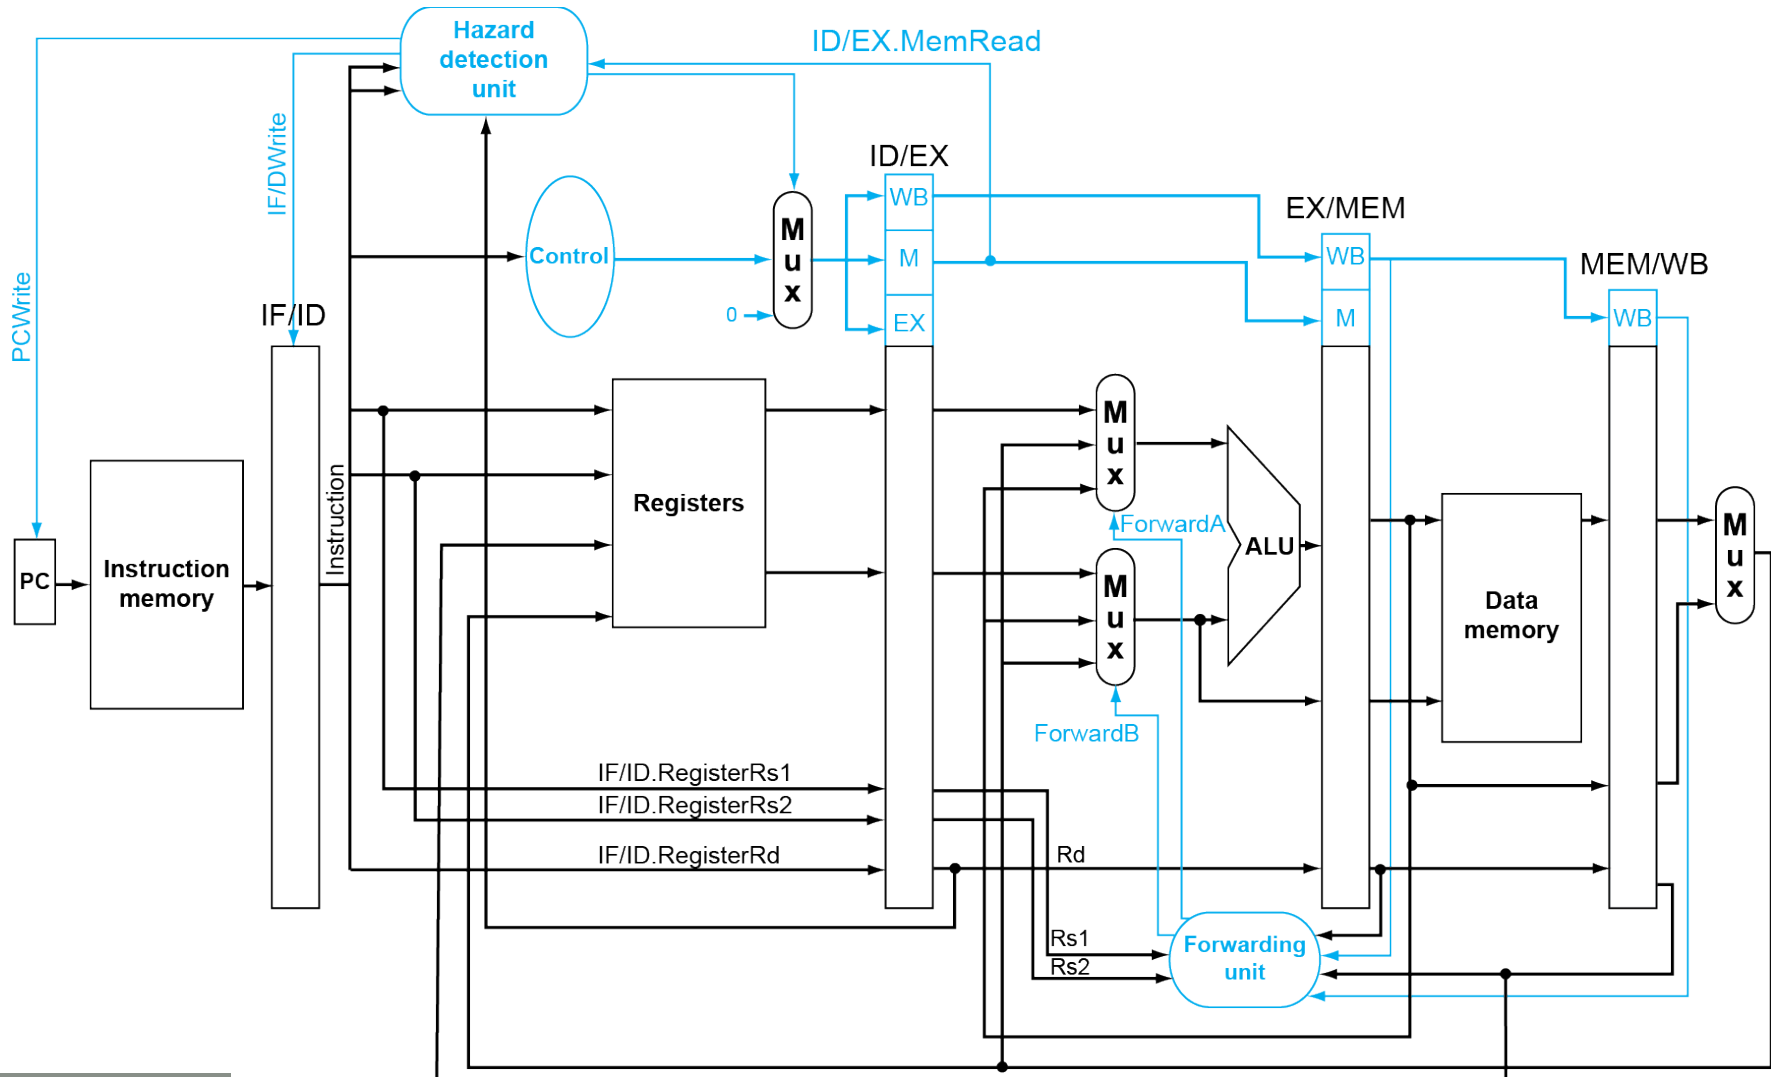 Hazard
detection
unit
ID/EX.MemRead
IF/DWrite
PCWrite
ID/EX
WB
M
EX
Control
M
u
x
0
EX/MEM
WB
M
MEM/WB
WB
IF/ID
Instruction
PC
Instruction
memory
Registers
M
u
x
ForwardA
M
u
x
ForwardB
ALU
Data
memory
M
u
x
IF/ID.RegisterRs1
IF/ID.RegisterRs2
IF/ID.RegisterRd
Rd
Rs1
Rs2
Forwarding
unit